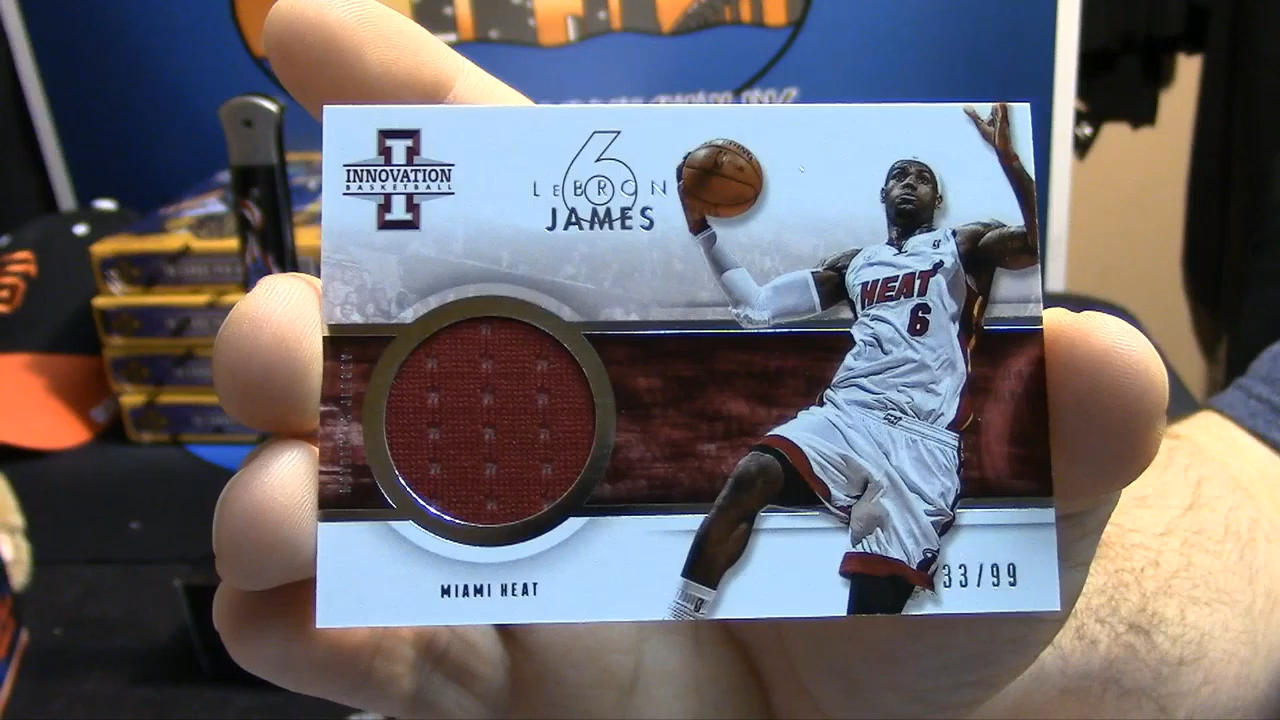 INNOVATION
BASKETBALL
6
LEBRON
JAMES
HEAT
6
MIAMI HEAT
33/99